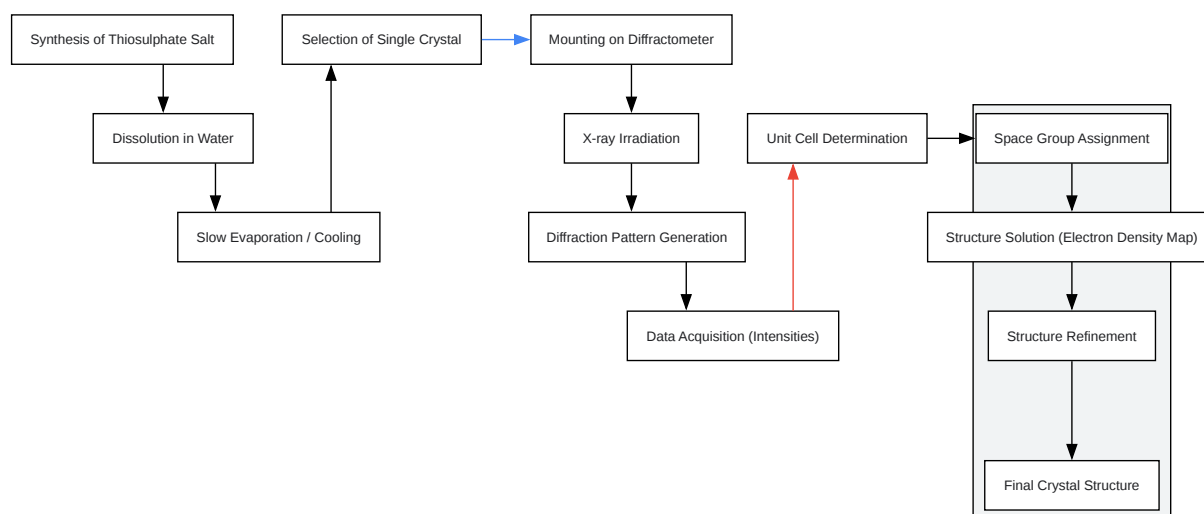 Synthesis of Thiosulphate Salt
Dissolution in Water
Slow Evaporation / Cooling
Selection of Single Crystal
Mounting on Diffractometer
X-ray Irradiation
Diffraction Pattern Generation
Data Acquisition (Intensities)
Unit Cell Determination
Space Group Assignment
Structure Solution (Electron Density Map)
Structure Refinement
Final Crystal Structure